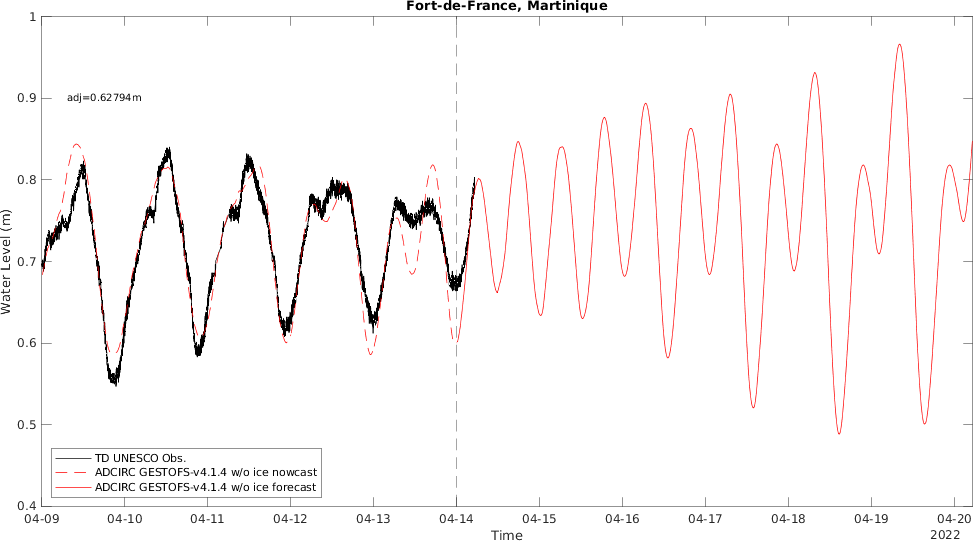 Fort-de-France, Martinique
1
0.9
adj=0.62794m
0.8
0.7
Water Level (m)
0.6
0.5
TD UNESCO Obs.
ADCIRC GESTOFS-v4.1.4 w/o ice nowcast
ADCIRC GESTOFS-v4.1.4 w/o ice forecast
0.4
04-09 04-10 04-11 04-12 04-13 04-14 04-15 04-16 04-17 04-18 04-19 04-20
Time
2022